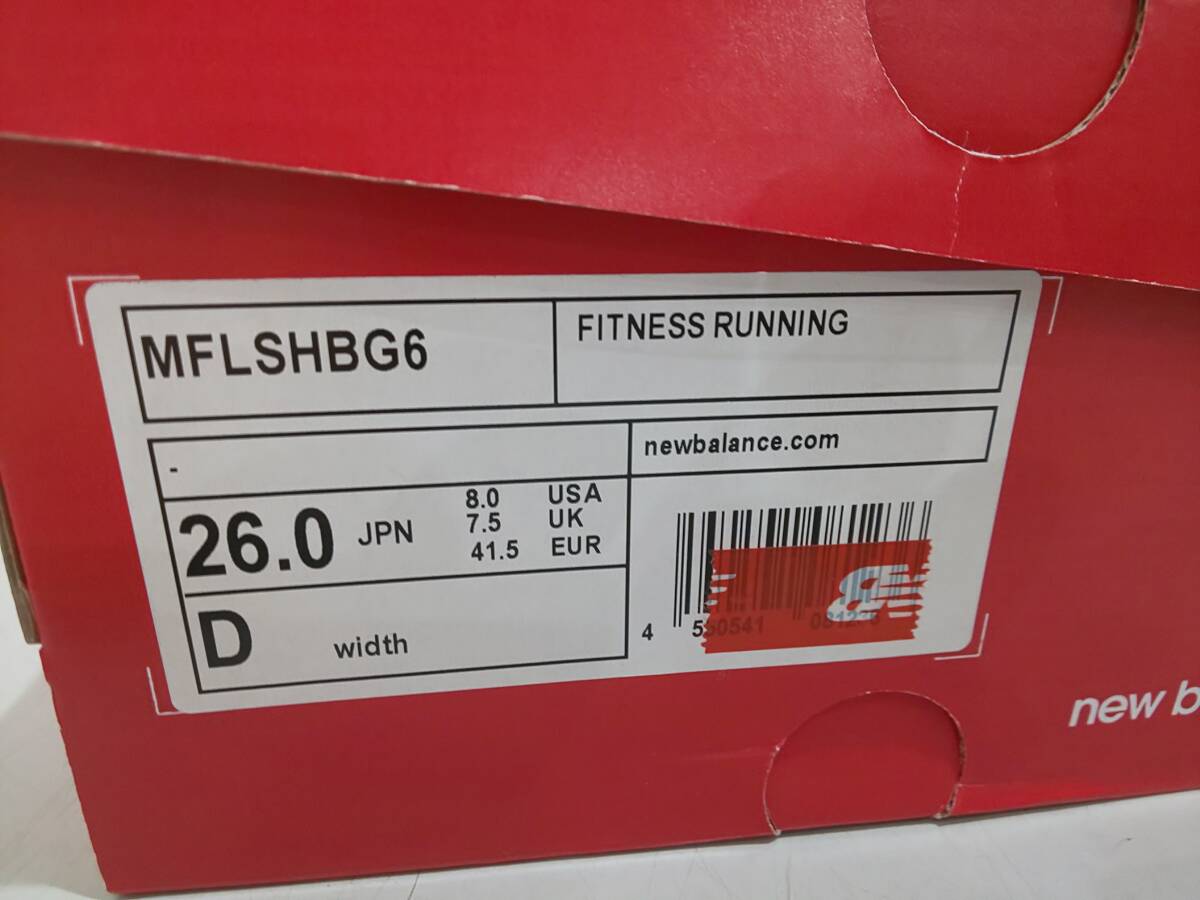 MFLSHBG6
FITNESS RUNNING
-
newbalance.com
26.0 JPN
8.0 USA
7.5 UK
41.5 EUR
D width
4 550541
new b